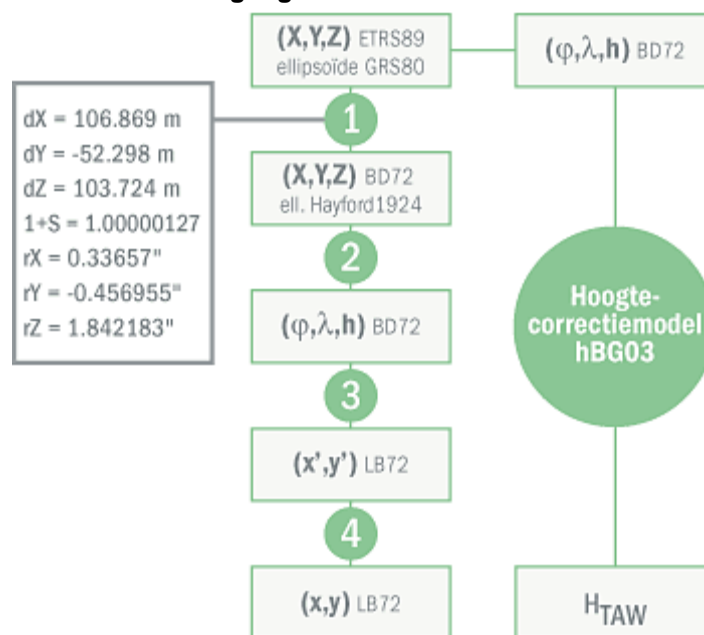 (X,Y,Z) ETRS89
ellipsoïde GRS80
(φ,λ,h) BD72
dX = 106.869 m
dY = -52.298 m
dZ = 103.724 m
1+S = 1.00000127
rX = 0.33657"
rY = -0.456955"
rZ = 1.842183"
1
(X,Y,Z) BD72
ell. Hayford1924
2
(φ,λ,h) BD72
Hoogte-
correctiemodel
hBG03
3
(x',y') LB72
4
(x,y) LB72
HTAW